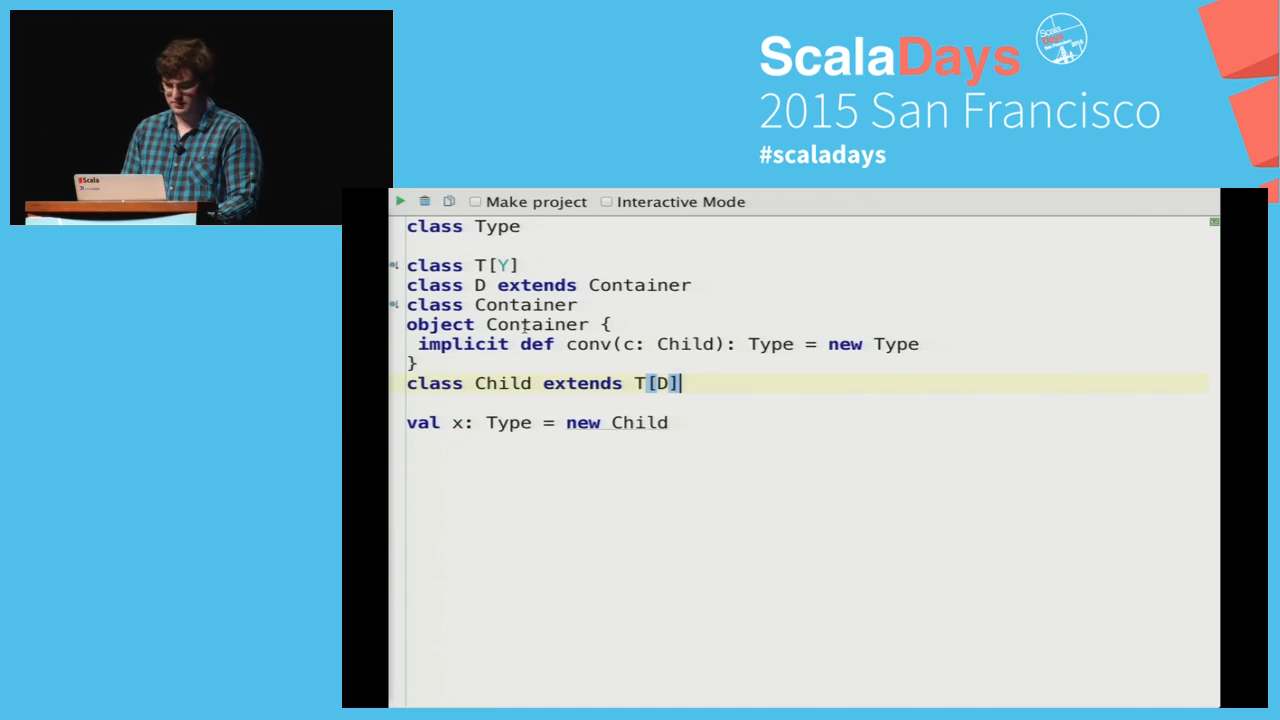 ScalaDays
2015 San Francisco
#scaladays
Scala
Make project
Interactive Mode
class Type
class T[Y]
class D extends Container
class Container
object Container {
implicit def conv(c: Child): Type = new Type
}
class Child extends T[D]
val x: Type = new Child